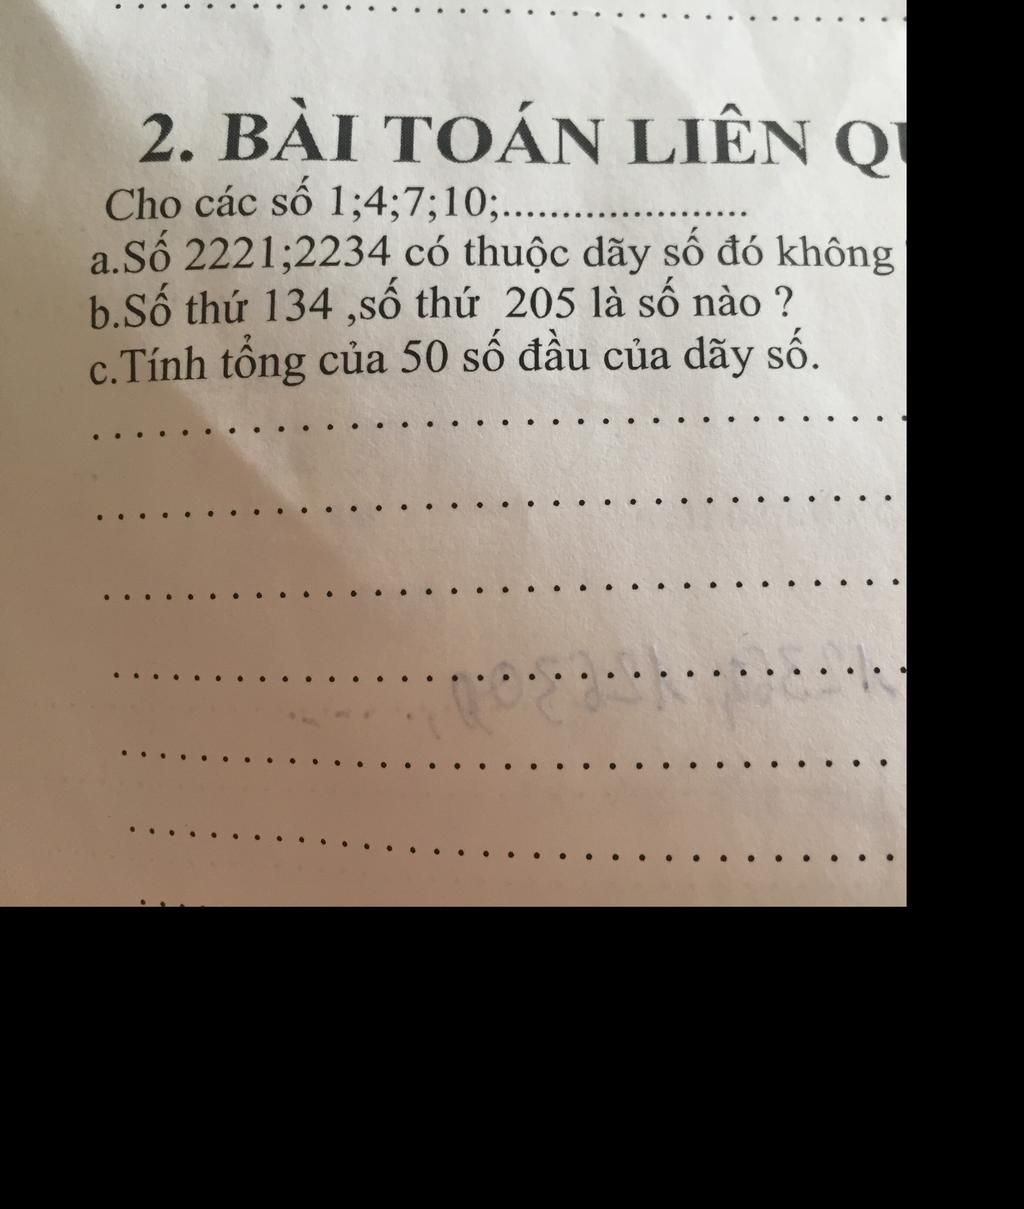 2. BÀI TOÁN LIÊN
Cho các số 1;4;7;10;.....................
a.Số 2221;2234 có thuộc dãy số đó không
b.Số thứ 134 ,số thứ 205 là số nào ?
c.Tính tổng của 50 số đầu của dãy số.